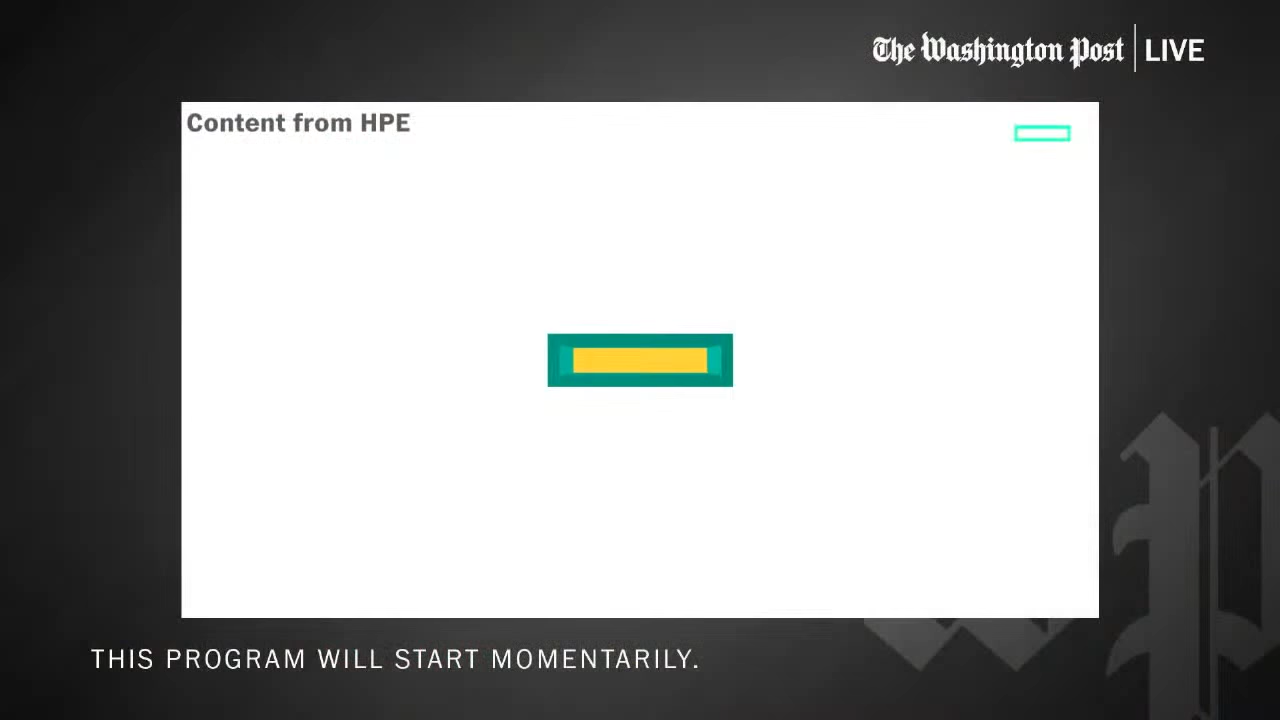 The Washington Post LIVE
Content from HPE
THIS PROGRAM WILL START MOMENTARILY.